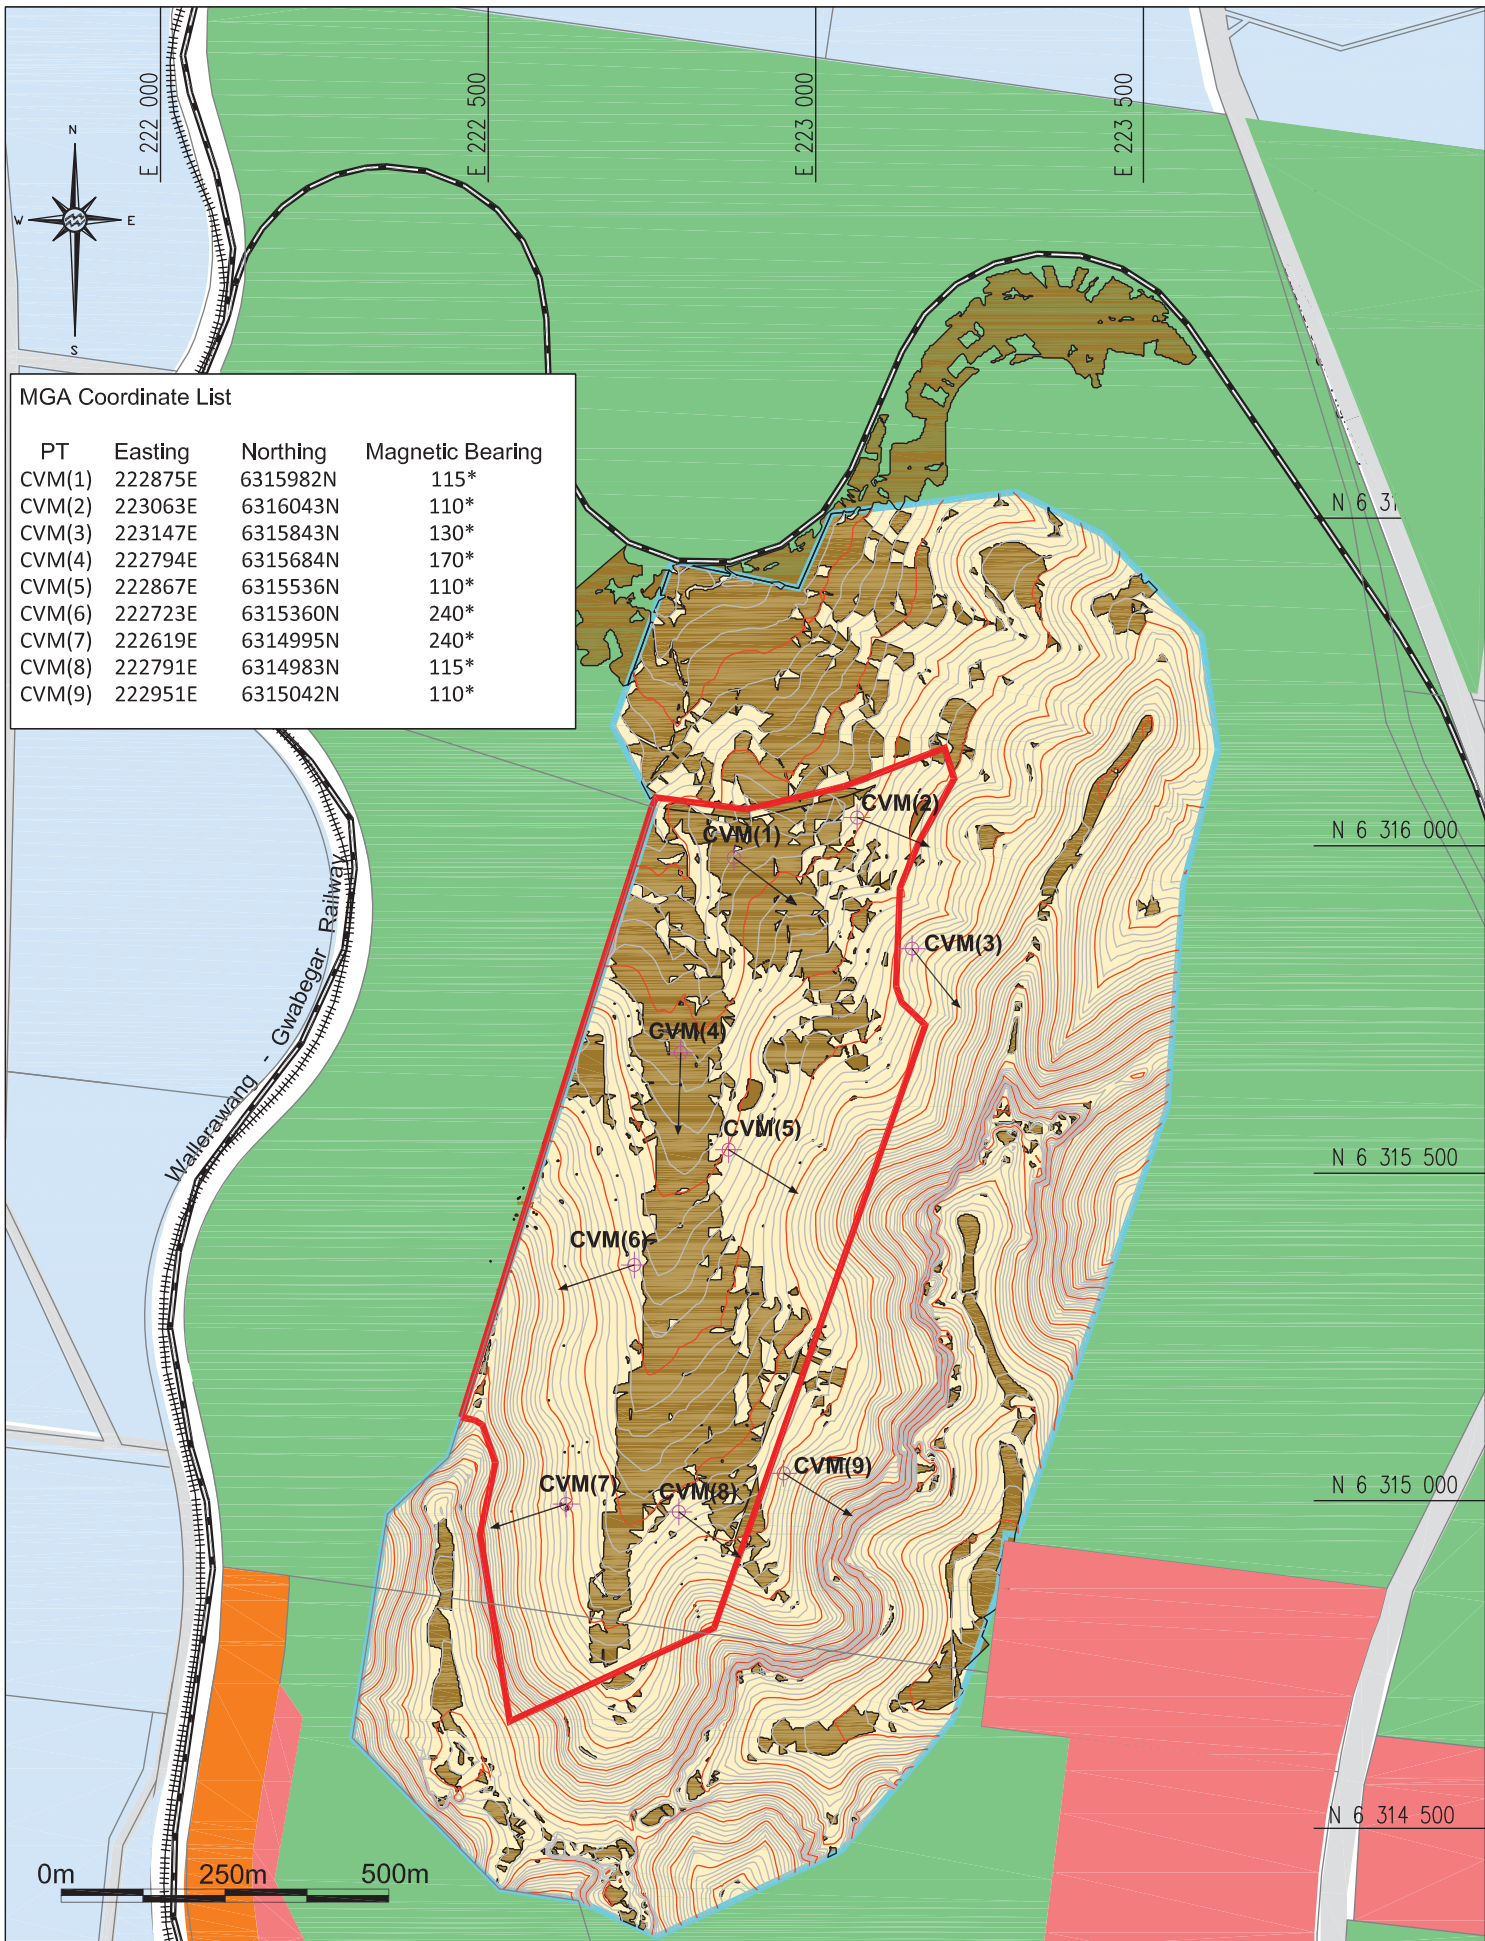 E 222 000
E 222 500
E 223 000
E 223 500
N
W
E
S
MGA Coordinate List
PT Easting Northing Magnetic Bearing
CVM(1) 222875E 6315982N 115*
CVM(2) 223063E 6316043N 110*
CVM(3) 223147E 6315843N 130*
CVM(4) 222794E 6315684N 170*
CVM(5) 222867E 6315536N 110*
CVM(6) 222723E 6315360N 240*
CVM(7) 222619E 6314995N 240*
CVM(8) 222791E 6314983N 115*
CVM(9) 222951E 6315042N 110*
N 6 31
CVM(2)
CVM(1)
N 6 316 000
CVM(3)
Wallerawang - Gwabegar Railway
CVM(4)
CVM(5)
N 6 315 500
CVM(6)
CVM(9)
CVM(7)
CVM(8)
N 6 315 000
N 6 314 500
0m 250m 500m